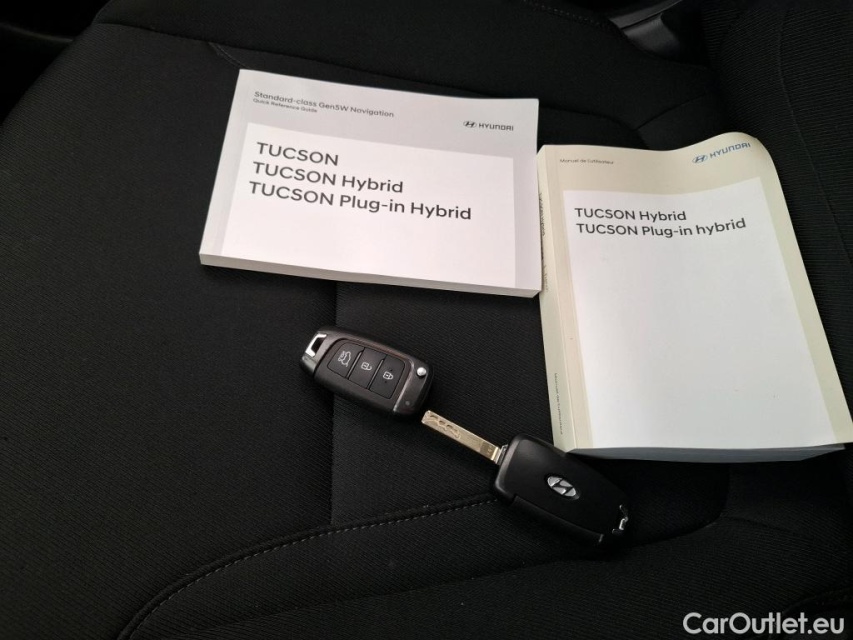 Standard-class Gen5W Navigation
Quick Reference Guide
HYUNDAI
TUCSON
TUCSON Hybrid
TUCSON Plug-in Hybrid
Manuel de l'utilisateur
HYUNDAI
TUCSON Hybrid
TUCSON Plug-in hybrid
CarOutlet.eu